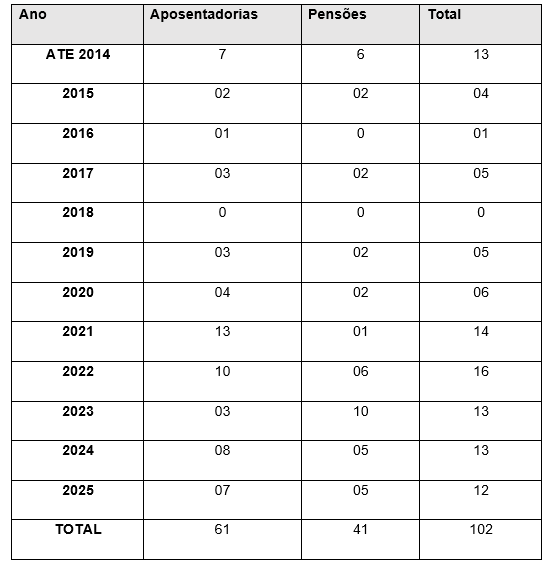 Ano Aposentadorias Pensões Total
ATE 2014 7 6 13
2015 02 02 04
2016 01 0 01
2017 03 02 05
2018 0 0 0
2019 03 02 05
2020 04 02 06
2021 13 01 14
2022 10 06 16
2023 03 10 13
2024 08 05 13
2025 07 05 12
TOTAL 61 41 102